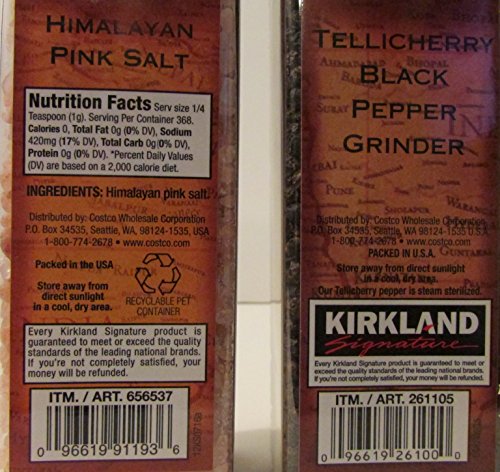 HIMALAYAN
PINK SALT
Nutrition Facts Serv size 1/4
Teaspoon (1g). Serving Per Container 368.
Calories 0, Total Fat 0g (0% DV), Sodium
420mg (17% DV), Total Carb 0g(0% DV),
Protein 0g (0% DV). *Percent Daily Values
(DV) are based on a 2,000 calorie diet.
INGREDIENTS: Himalayan pink salt.
Distributed by: Costco Wholesale Corporation
P.O. Box 34535, Seattle, WA 98124-1535, USA
1-800-774-2678 • www.costco.com
Packed in the USA
Store away from
direct sunlight
in a cool, dry area.
RECYCLABLE PET
CONTAINER
Every Kirkland Signature product is
guaranteed to meet or exceed the quality
standards of the leading national brands.
If you're not completely satisfied, your
money will be refunded.
ITM. / ART. 656537
0 96619 91193 6
TELLICHERRY
BLACK
PEPPER
GRINDER
Distributed by: Costco Wholesale Corporation
P.O. Box 34535, Seattle, WA 98124-1535 USA
1-800-774-2678 • www.costco.com
PACKED IN U.S.A.
Store away from direct sunlight
in a cool, dry area.
Our Tellicherry pepper is steam sterilized.
KIRKLAND
Signature
Every Kirkland Signature product is guaranteed to meet or
exceed the quality standards of the leading national brands.
If you're not completely satisfied, your money will be refunded.
ITM. / ART. 261105
0 96619 26100 0